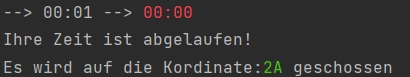 --> 00:01 --> 00:00
Ihre Zeit ist abgelaufen!
Es wird auf die Kordinate:2A geschossen